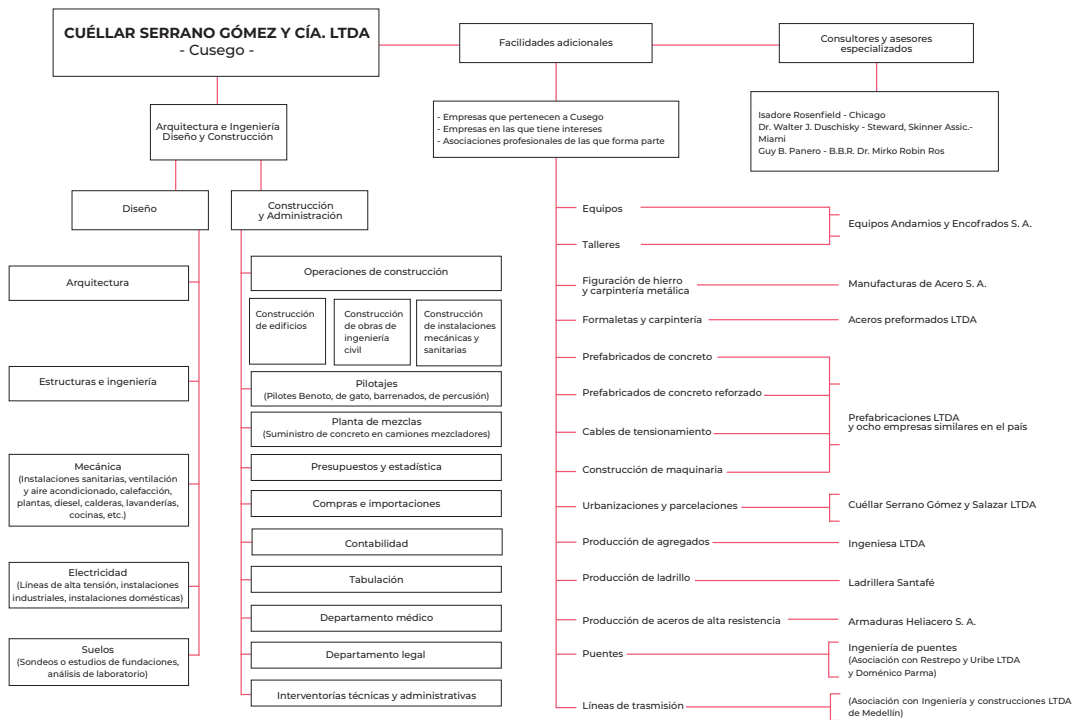 CUÉLLAR SERRANO GÓMEZ Y CÍA. LTDA
- Cusego -
Facilidades adicionales
Consultores y asesores
especializados
Arquitectura e Ingeniería
Diseño y Construcción
- Empresas que pertenecen a Cusego
- Empresas en las que tiene intereses
- Asociaciones profesionales de las que forma parte
Isadore Rosenfield - Chicago
Dr. Walter J. Duschisky - Steward, Skinner Assic.-
Miami
Guy B. Panero - B.B.R. Dr. Mirko Robin Ros
Diseño
Construcción
y Administración
Arquitectura
Estructuras e ingeniería
Mecánica
(Instalaciones sanitarias, ventilación
y aire acondicionado, calefacción,
plantas, diesel, calderas, lavanderías,
cocinas, etc.)
Electricidad
(Líneas de alta tensión, instalaciones
industriales, instalaciones domésticas)
Suelos
(Sondeos o estudios de fundaciones,
análisis de laboratorio)
Operaciones de construcción
Construcción
de edificios
Construcción
de obras de
ingeniería
civil
Construcción
de instalaciones
mecánicas y
sanitarias
Pilotajes
(Pilotes Benoto, de gato, barrenados, de percusión)
Planta de mezclas
(Suministro de concreto en camiones mezcladores)
Presupuestos y estadística
Compras e importaciones
Contabilidad
Tabulación
Departamento médico
Departamento legal
Interventorías técnicas y administrativas
Equipos
Talleres
Equipos Andamios y Encofrados S. A.
Figuración de hierro
y carpintería metálica
Manufacturas de Acero S. A.
Formaletas y carpintería
Aceros preformados LTDA
Prefabricados de concreto
Prefabricados de concreto reforzado
Cables de tensionamiento
Construcción de maquinaria
Prefabricaciones LTDA
y ocho empresas similares en el país
Urbanizaciones y parcelaciones
Cuéllar Serrano Gómez y Salazar LTDA
Producción de agregados
Ingeniesa LTDA
Producción de ladrillo
Ladrillera Santafé
Producción de aceros de alta resistencia
Armaduras Heliacero S. A.
Puentes
Ingeniería de puentes
(Asociación con Restrepo y Uribe LTDA
y Doménico Parma)
Líneas de trasmisión
(Asociación con Ingeniería y construcciones LTDA
de Medellín)